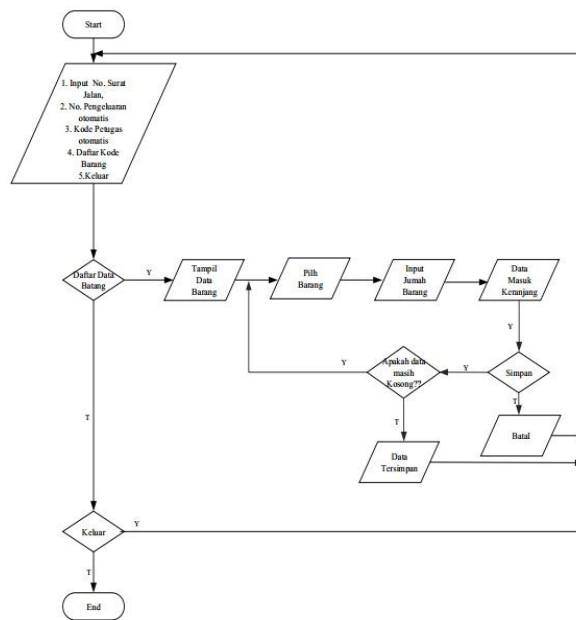 Start
1. Input No. Surat
Jalan,
2. No. Pengeluaran
otomatis
3. Kode Petugas
otomatis
4. Daftar Kode
Barang
5.Keluar
Daftar Data
Batang
Y
Tampil
Data
Barang
Pilh
Barang
Input
Jumah
Barang
Data
Masuk
Keranjang
Y
Simpan
Y
Apakah data
masih
Kosong??
Y
T
T
Batal
Data
Tersimpan
T
Keluar
Y
T
End